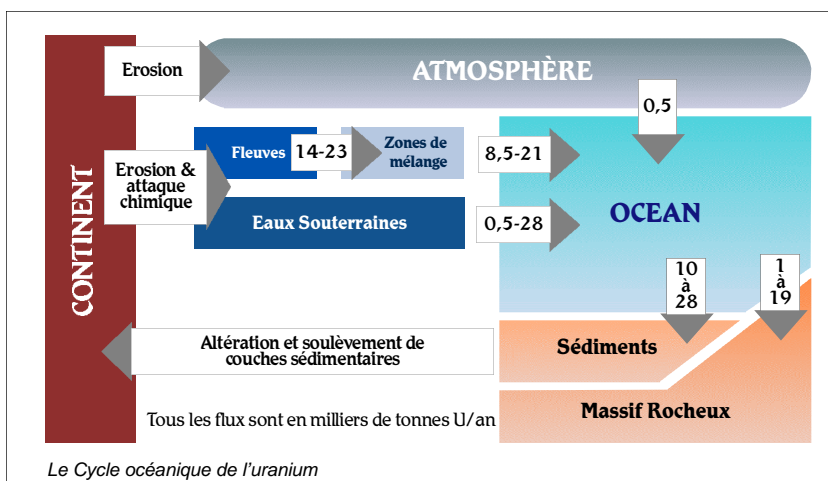 Erosion
ATMOSPHÈRE
0,5
CONTINENT
Erosion &
attaque
chimique
Fleuves
14-23
Zones de
mélange
8,5-21
Eaux Souterraines
0,5-28
OCEAN
10
à
28
1
à
19
Altération et soulèvement de
couches sédimentaires
Sédiments
Massif Rocheux
Tous les flux sont en milliers de tonnes U/an
Le Cycle océanique de l'uranium